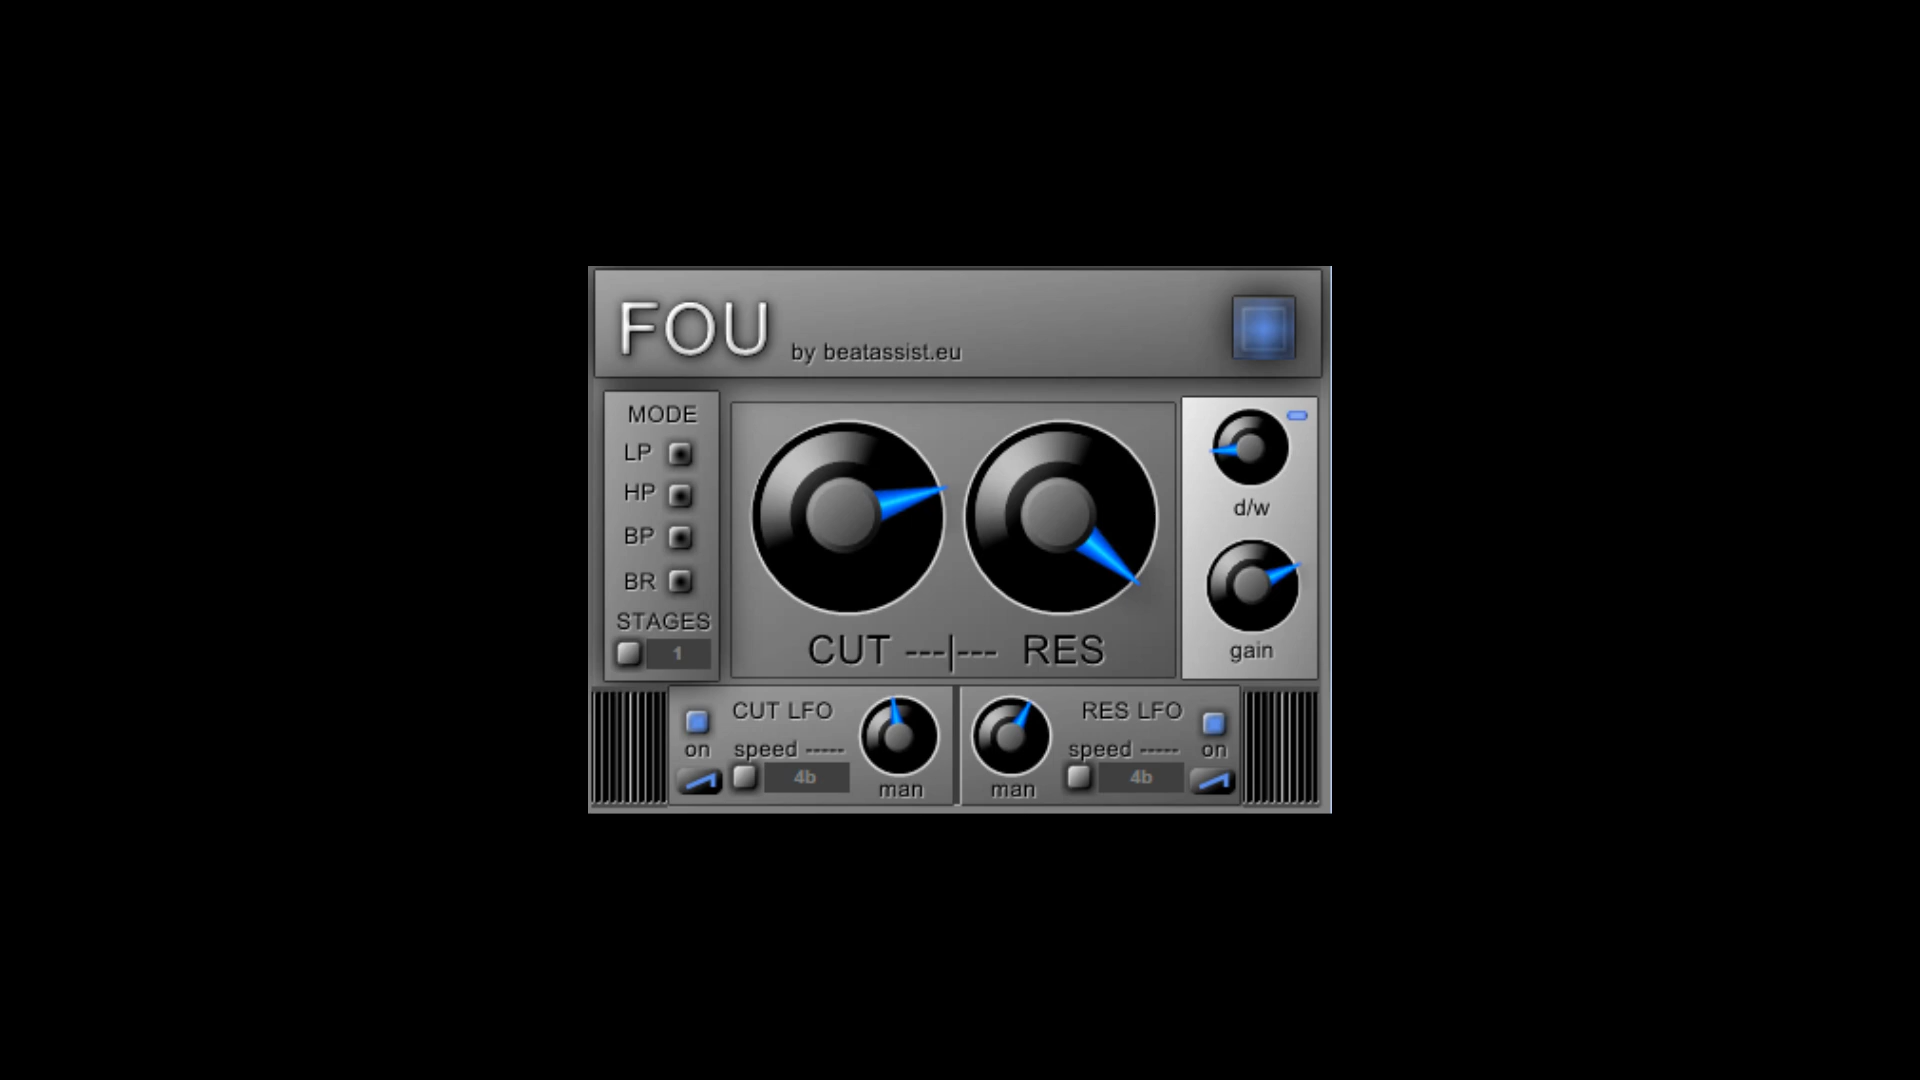 FOU
by beatassist.eu
MODE
LP
HP
BP
BR
STAGES
1
CUT ---|--- RES
d/w
gain
CUT LFO
on
speed -----
4b
man
man
RES LFO
speed -----
on
4b